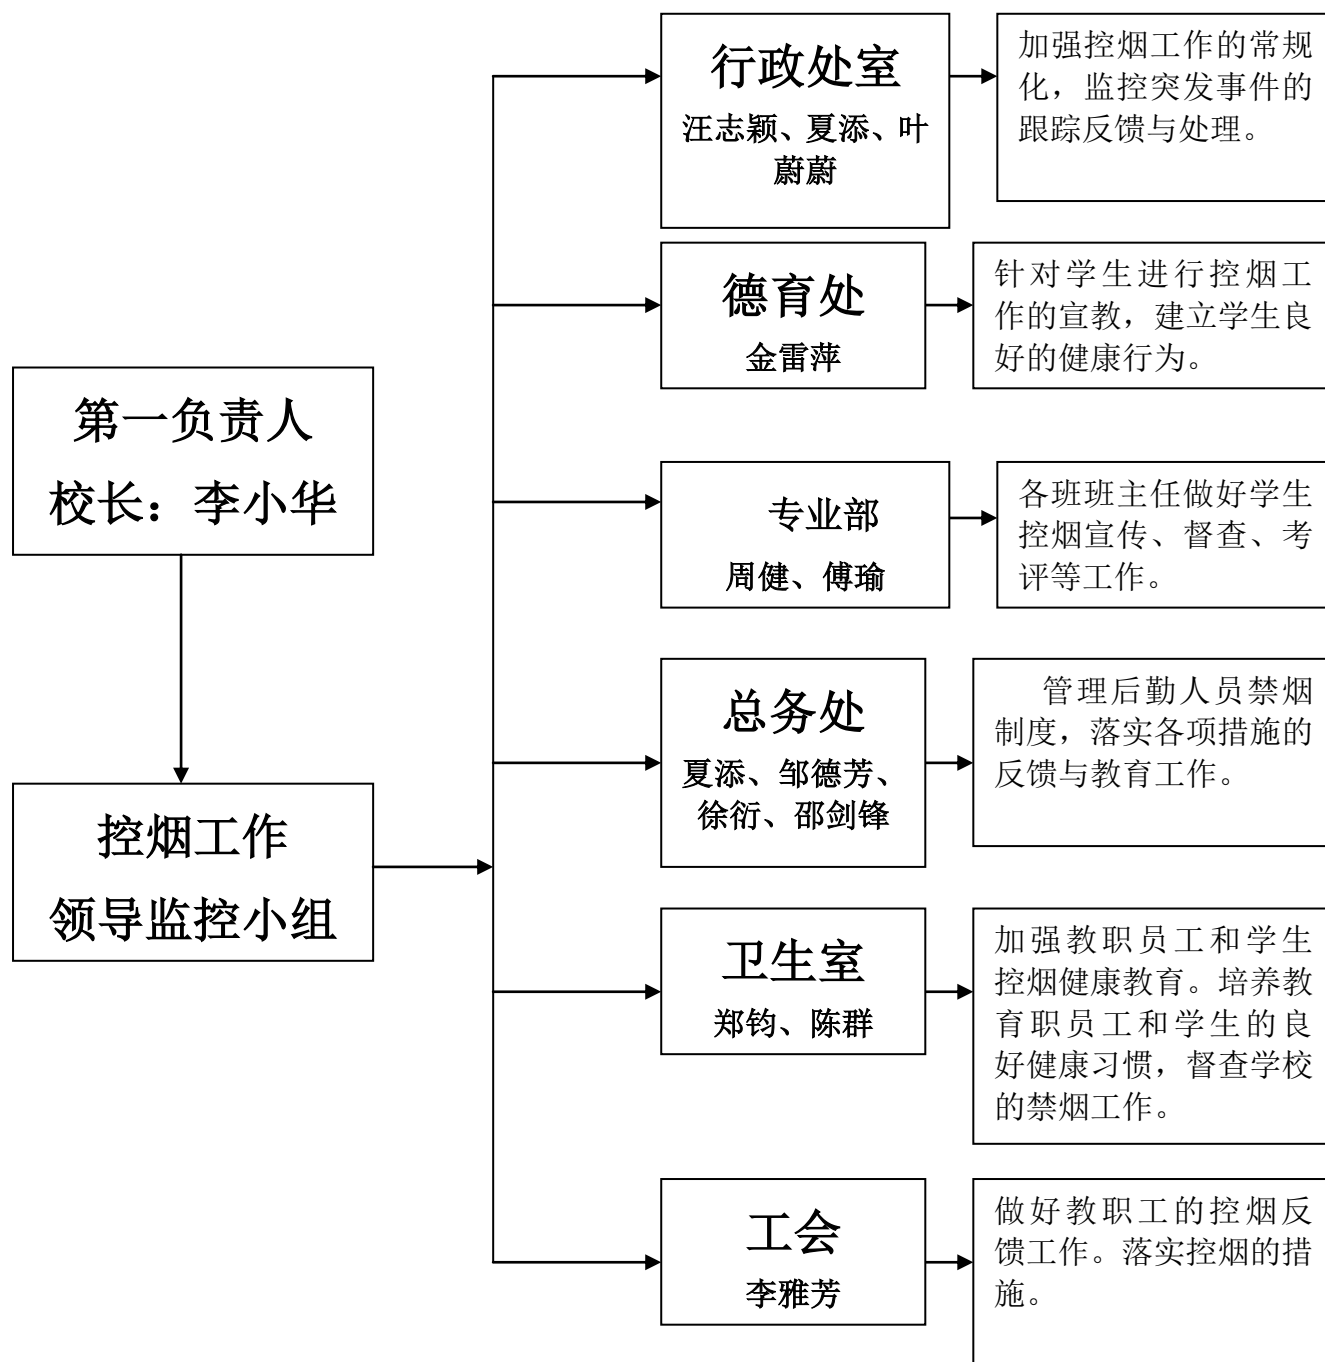 行政处室
汪志颖、夏添、叶
蔚蔚
加强控烟工作的常规
化，监控突发事件的
跟踪反馈与处理。
德育处
金雷萍
针对学生进行控烟工
作的宣教，建立学生良
好的健康行为。
第一负责人
校长：李小华
专业部
周健、傅瑜
各班班主任做好学生
控烟宣传、督查、考
评等工作。
总务处
夏添、邹德芳、
徐衍、邵剑锋
管理后勤人员禁烟
制度，落实各项措施的
反馈与教育工作。
控烟工作
领导监控小组
卫生室
郑钧、陈群
加强教职员工和学生
控烟健康教育。培养教
育职员工和学生的良
好健康习惯，督查学校
的禁烟工作。
工会
李雅芳
做好教职工的控烟反
馈工作。落实控烟的措
施。